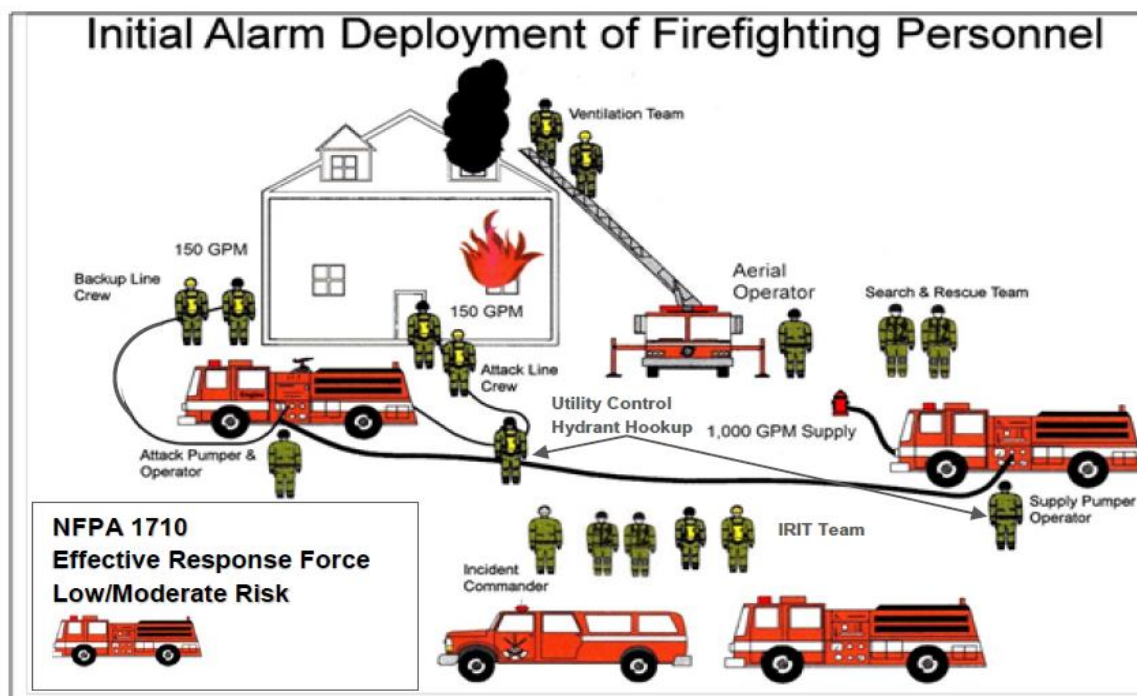 Initial Alarm Deployment of Firefighting Personnel
Ventilation Team
150 GPM
Backup Line
Crew
150 GPM
Aerial
Operator
Search & Rescue Team
Attack Line
Crew
Engine
Utility Control
Hydrant Hookup
1,000 GPM Supply
Attack Pumper &
Operator
Supply Pumper
Operator
IRIT Team
Incident
Commander
NFPA 1710
Effective Response Force
Low/Moderate Risk